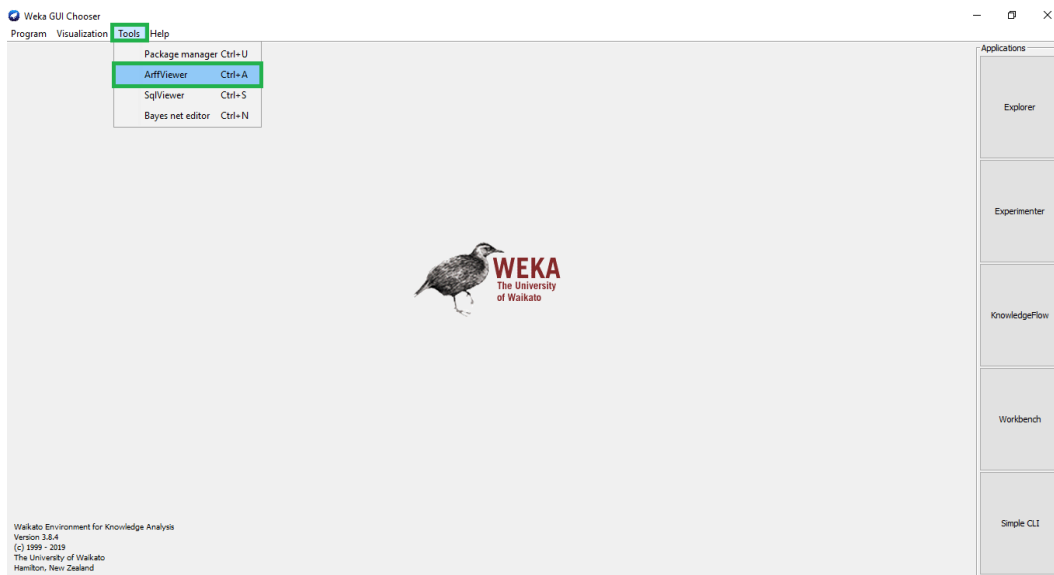 Weka GUI Chooser
Program Visualization Tools Help
Package manager Ctrl+U
ArffViewer Ctrl+A
SqlViewer Ctrl+S
Bayes net editor Ctrl+N
Applications
Explorer
Experimenter
KnowledgeFlow
Workbench
Simple CLI
WEKA
The University
of Waikato
Waikato Environment for Knowledge Analysis
Version 3.8.4
(c) 1999 - 2019
The University of Waikato
Hamilton, New Zealand